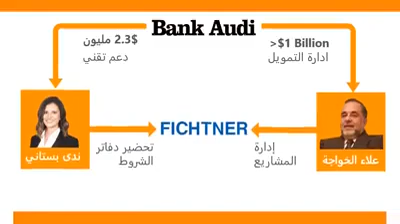 Bank Audi
2.3$ مليون
دعم تقني
>$1 Billion
ادارة التمويل
FICHTNER
تحضير دفاتر
الشروط
إدارة
المشاريع
ندى بستاني
علاء الخواجة